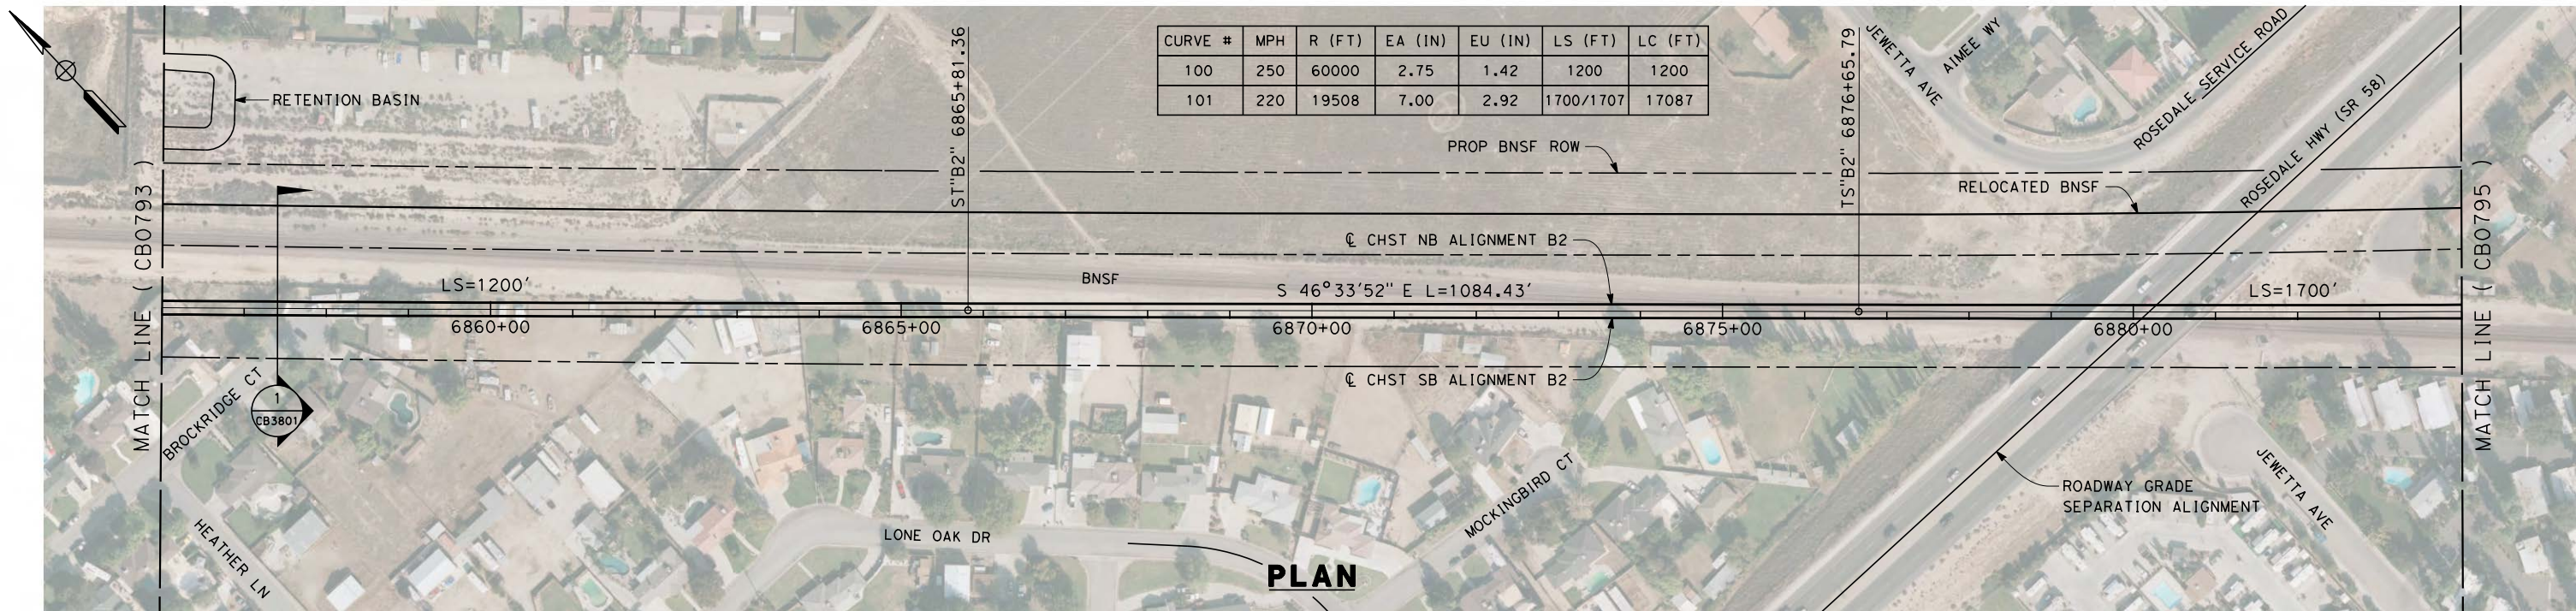 CURVE # MPH R (FT) EA (IN) EU (IN) LS (FT) LC (FT)
100 250 60000 2.75 1.42 1200 1200
101 220 19508 7.00 2.92 1700/1707 17087
RETENTION BASIN
ST"B2" 6865+81.36
TS"B2" 6876+65.79
JEWETTA AVE
AIMEE WY
ROSEDALE SERVICE ROAD
ROSEDALE HWY (SR 58)
PROP BNSF ROW
RELOCATED BNSF
MATCH LINE ( CB0793 )
MATCH LINE ( CB0795 )
℄ CHST NB ALIGNMENT B2
BNSF
LS=1200'
S 46°33'52" E L=1084.43'
LS=1700'
6860+00
6865+00
6870+00
6875+00
6880+00
℄ CHST SB ALIGNMENT B2
BROCKRIDGE CT
1
CB3801
HEATHER LN
LONE OAK DR
MOCKINGBIRD CT
ROADWAY GRADE
SEPARATION ALIGNMENT
JEWETTA AVE
PLAN